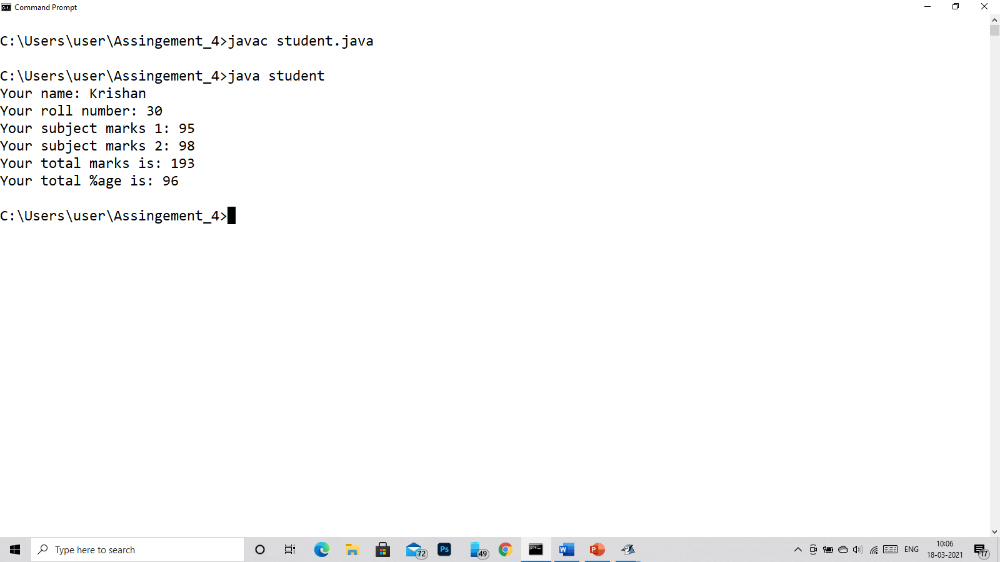 Command Prompt
C:\Users\user\Assingement_4>javac student.java
C:\Users\user\Assingement_4>java student
Your name: Krishan
Your roll number: 30
Your subject marks 1: 95
Your subject marks 2: 98
Your total marks is: 193
Your total %age is: 96
C:\Users\user\Assingement_4>
Type here to search
72
Ps
49
W
P
ENG
10:06
18-03-2021
17